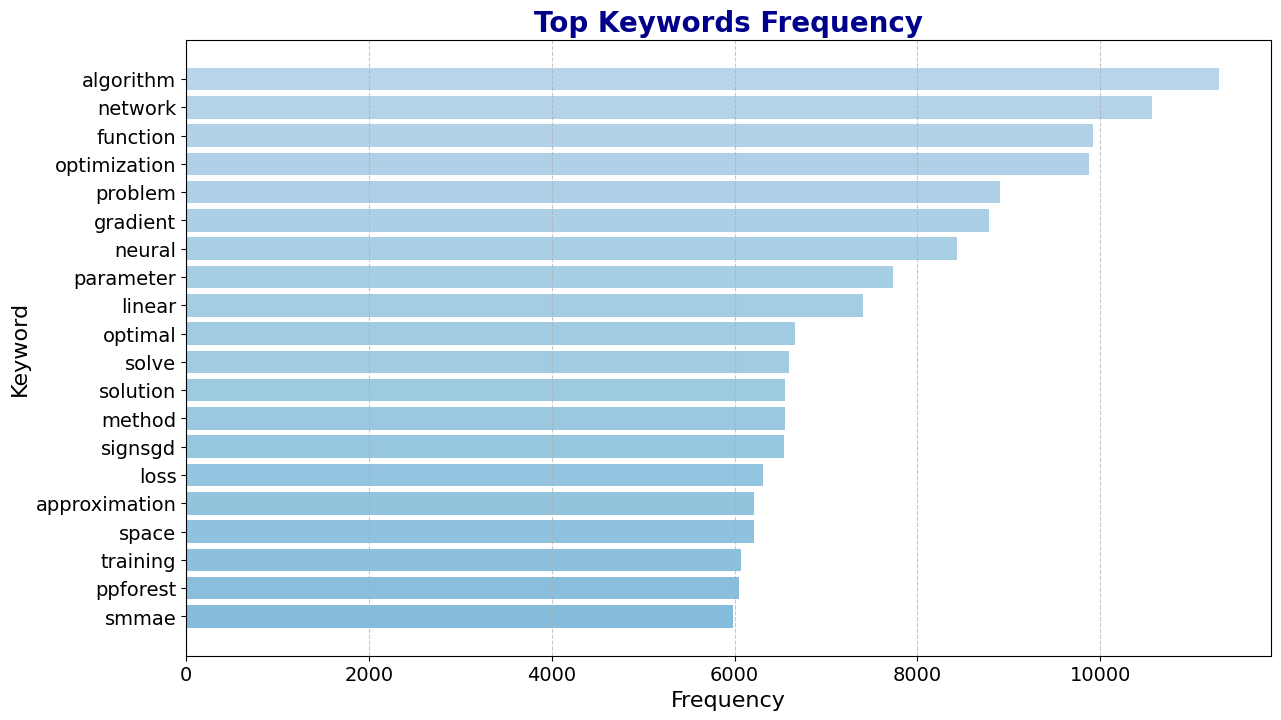 Top Keywords Frequency
Keyword
algorithm
network
function
optimization
problem
gradient
neural
parameter
linear
optimal
solve
solution
method
signsgd
loss
approximation
space
training
ppforest
smmae
0 2000 4000 6000 8000 10000
Frequency